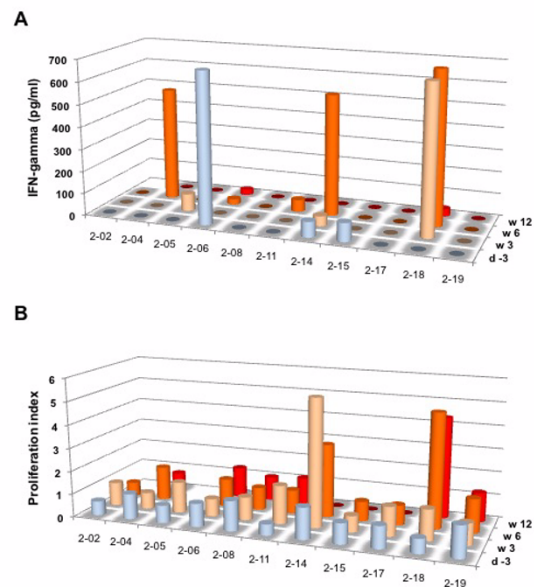 A
IFN-gamma (pg/ml)
700
600
500
400
300
200
100
0
2-02 2-04 2-05 2-06 2-08 2-11 2-14 2-15 2-17 2-18 2-19
w 12
w 6
w 3
d -3
B
Proliferation index
6
5
4
3
2
1
0
2-02 2-04 2-05 2-06 2-08 2-11 2-14 2-15 2-17 2-18 2-19
w 12
w 6
w 3
d -3